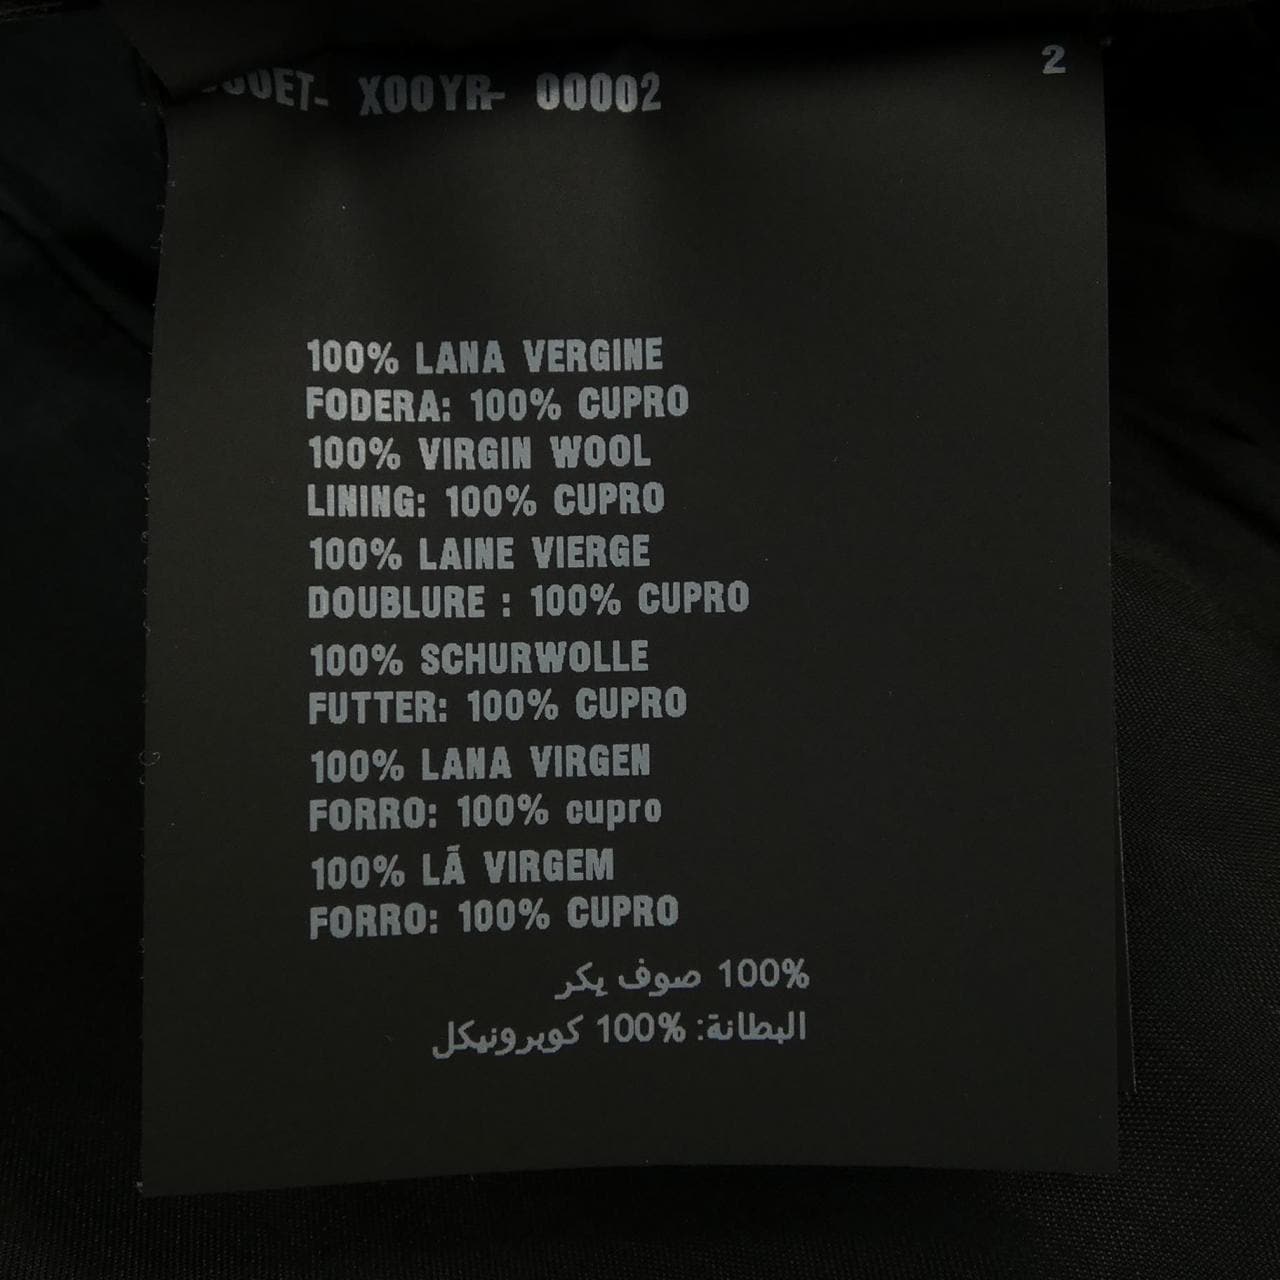 2
X00YR- 00002
100% LANA VERGINE
FODERA: 100% CUPRO
100% VIRGIN WOOL
LINING: 100% CUPRO
100% LAINE VIERGE
DOUBLURE : 100% CUPRO
100% SCHURWOLLE
FUTTER: 100% CUPRO
100% LANA VIRGEN
FORRO: 100% cupro
100% LÃ VIRGEM
FORRO: 100% CUPRO
100% صوف بكر
البطانة: 100% كوبرونيكل